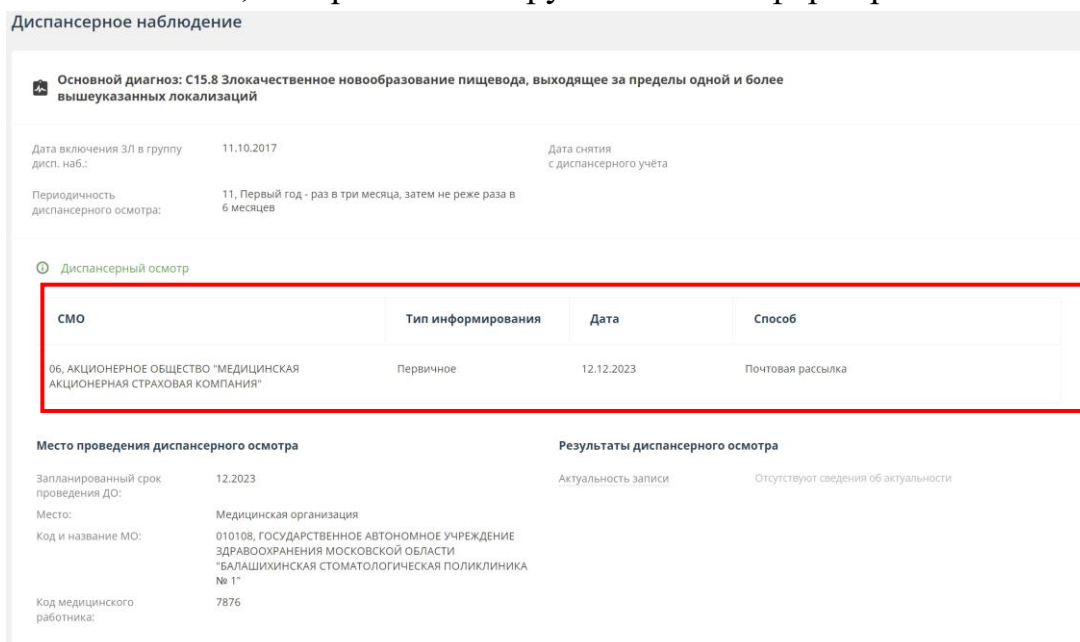 Диспансерное наблюдение
Основной диагноз: C15.8 Злокачественное новообразование пищевода, выходящее за пределы одной и более
вышеуказанных локализаций
Дата включения ЗЛ в группу
дисп. наб.:
11.10.2017
Дата снятия
с диспансерного учёта
Периодичность
диспансерного осмотра:
11, Первый год - раз в три месяца, затем не реже раза в
6 месяцев
Диспансерный осмотр
СМО Тип информирования Дата Способ
06, АКЦИОНЕРНОЕ ОБЩЕСТВО "МЕДИЦИНСКАЯ
АКЦИОНЕРНАЯ СТРАХОВАЯ КОМПАНИЯ"
Первичное 12.12.2023 Почтовая рассылка
Место проведения диспансерного осмотра
Запланированный срок
проведения ДО:
12.2023
Место: Медицинская организация
Код и название МО:
010108, ГОСУДАРСТВЕННОЕ АВТОНОМНОЕ УЧРЕЖДЕНИЕ
ЗДРАВООХРАНЕНИЯ МОСКОВСКОЙ ОБЛАСТИ
"БАЛАШИХИНСКАЯ СТОМАТОЛОГИЧЕСКАЯ ПОЛИКЛИНИКА
№ 1"
Код медицинского
работника:
7876
Результаты диспансерного осмотра
Актуальность записи Отсутствуют сведения об актуальности